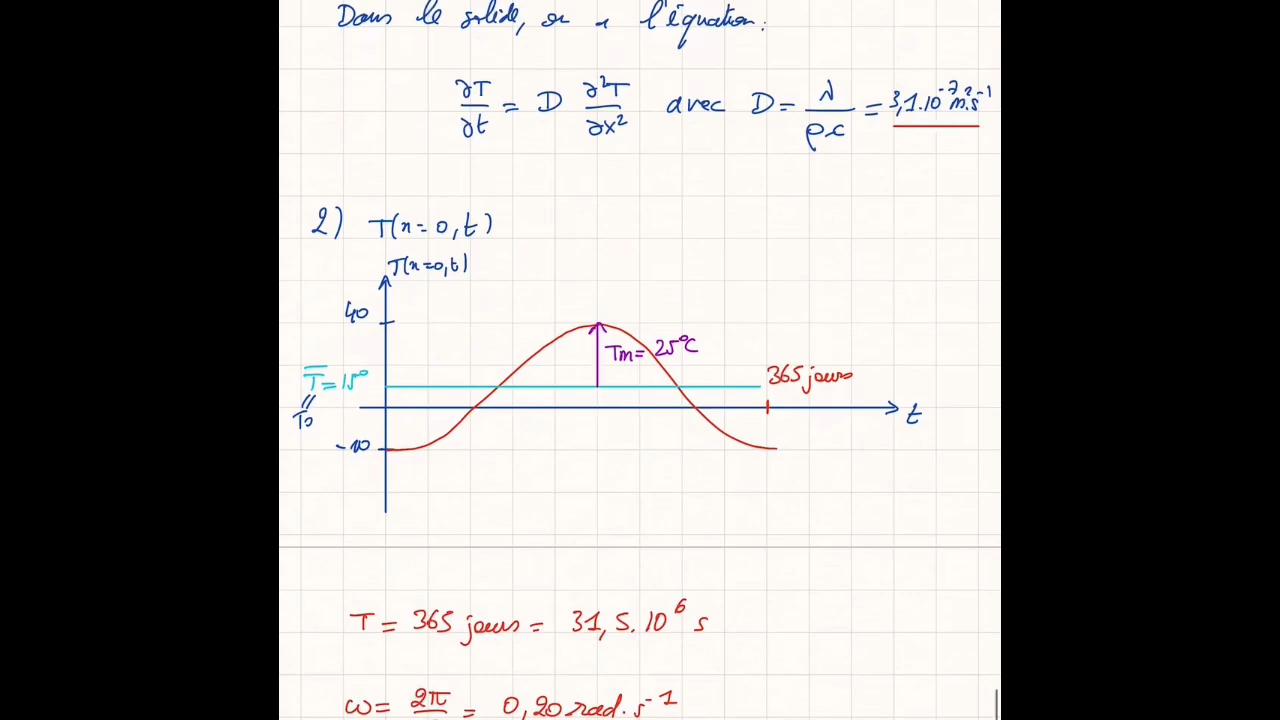 Dans le solide, on a l'équation :
∂T/∂t = D ∂²T/∂x² avec D = λ/ρc = 3,1.10⁻⁷ m².s⁻¹
2) T(x=0,t)
T(x=0,t)
40
Tm = 25°C
T̅ = 15°
365 jours
=
T₀
t
-10
T = 365 jours = 31,5.10⁶ s
ω = 2π = 0,20 rad.s⁻¹